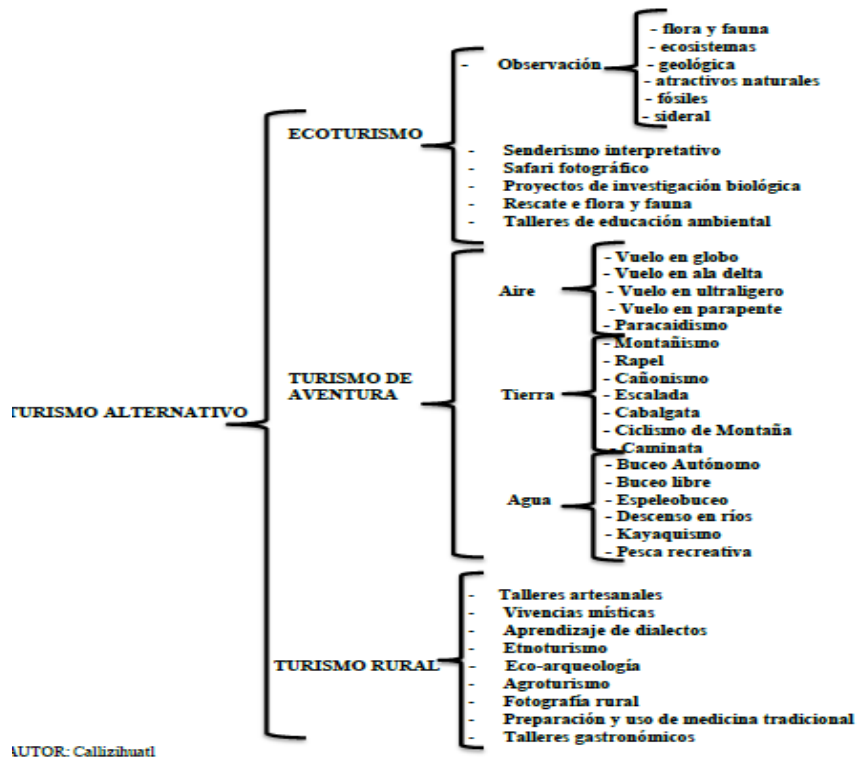 TURISMO ALTERNATIVO
ECOTURISMO
- Observación
- flora y fauna
- ecosistemas
- geológica
- atractivos naturales
- fósiles
- sideral
- Senderismo interpretativo
- Safari fotográfico
- Proyectos de investigación biológica
- Rescate e flora y fauna
- Talleres de educación ambiental
TURISMO DE
AVENTURA
Aire
- Vuelo en globo
- Vuelo en ala delta
- Vuelo en ultraligero
- Vuelo en parapente
- Paracaidismo
Tierra
- Montañismo
- Rapel
- Cañonismo
- Escalada
- Cabalgata
- Ciclismo de Montaña
- Caminata
Agua
- Buceo Autónomo
- Buceo libre
- Espeleobuceo
- Descenso en ríos
- Kayaquismo
- Pesca recreativa
TURISMO RURAL
- Talleres artesanales
- Vivencias místicas
- Aprendizaje de dialectos
- Etnoturismo
- Eco-arqueología
- Agroturismo
- Fotografía rural
- Preparación y uso de medicina tradicional
- Talleres gastronómicos
AUTOR: Callizihuatl